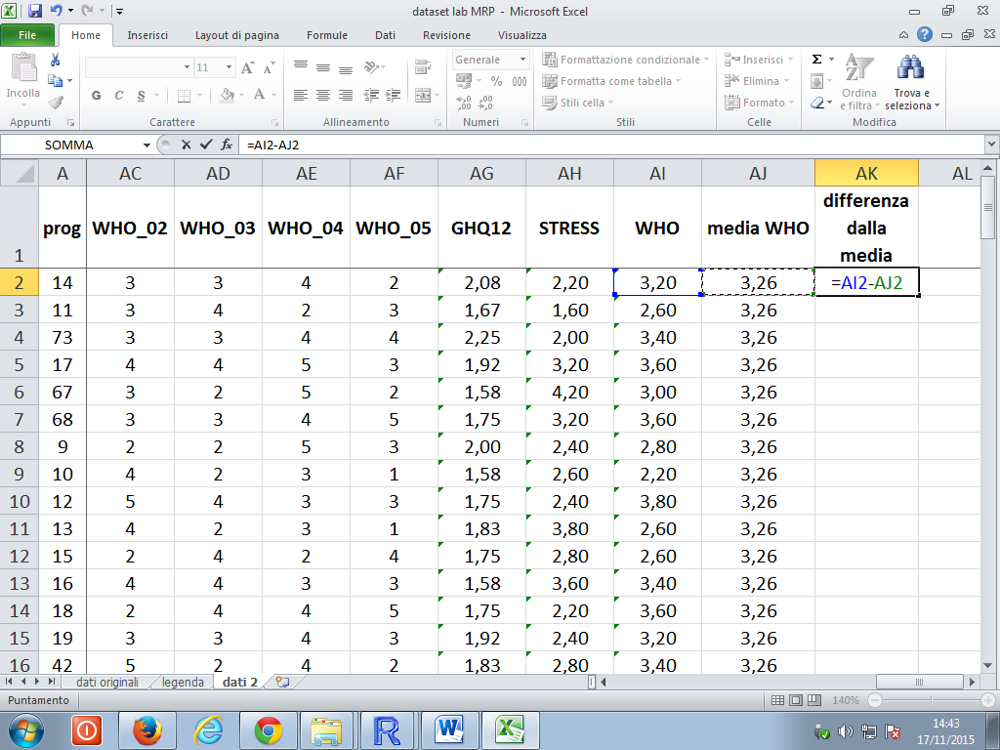 dataset lab MRP - Microsoft Excel
File Home Inserisci Layout di pagina Formule Dati Revisione Visualizza
Incolla
Appunti
11
G C S
Carattere
Allineamento
Generale
% 000
Numeri
Formattazione condizionale
Formatta come tabella
Stili cella
Stili
Inserisci
Elimina
Formato
Celle
Σ
Ordina e filtra
Trova e seleziona
Modifica
SOMMA fx =AI2-AJ2
A AC AD AE AF AG AH AI AJ AK AL
1 prog WHO_02 WHO_03 WHO_04 WHO_05 GHQ12 STRESS WHO media WHO differenza dalla media
2 14 3 3 4 2 2,08 2,20 3,20 3,26 =AI2-AJ2
3 11 3 4 2 3 1,67 1,60 2,60 3,26
4 73 3 3 4 4 2,25 2,00 3,40 3,26
5 17 4 4 5 3 1,92 3,20 3,60 3,26
6 67 3 2 5 2 1,58 4,20 3,00 3,26
7 68 3 3 4 5 1,75 3,20 3,60 3,26
8 9 2 2 5 3 2,00 2,40 2,80 3,26
9 10 4 2 3 1 1,58 2,60 2,20 3,26
10 12 5 4 3 3 1,75 2,40 3,80 3,26
11 13 4 2 3 1 1,83 3,80 2,60 3,26
12 15 2 4 2 4 1,75 2,80 2,60 3,26
13 16 4 4 3 3 1,58 3,60 3,40 3,26
14 18 2 4 4 5 1,75 2,20 3,60 3,26
15 19 3 3 4 3 1,92 2,40 3,20 3,26
16 42 5 2 4 2 1,83 2,80 3,40 3,26
dati originali legenda dati 2
Puntamento 140%
14:43
17/11/2015